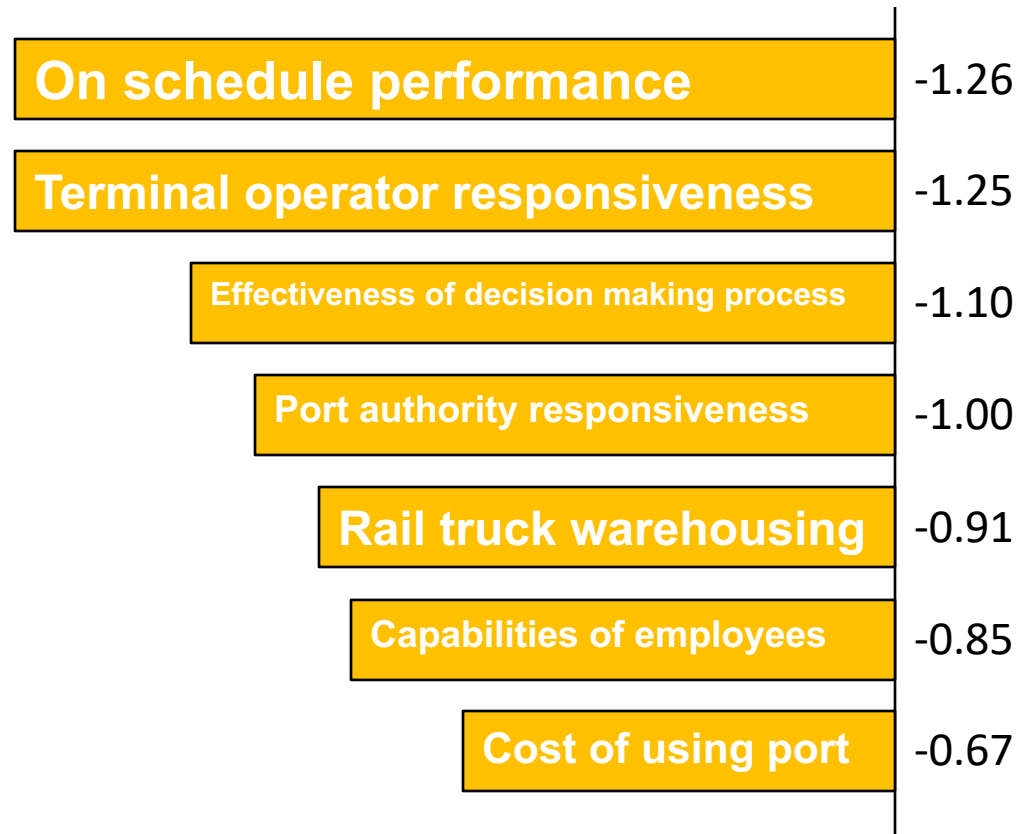 On schedule performance -1.26
Terminal operator responsiveness -1.25
Effectiveness of decision making process -1.10
Port authority responsiveness -1.00
Rail truck warehousing -0.91
Capabilities of employees -0.85
Cost of using port -0.67